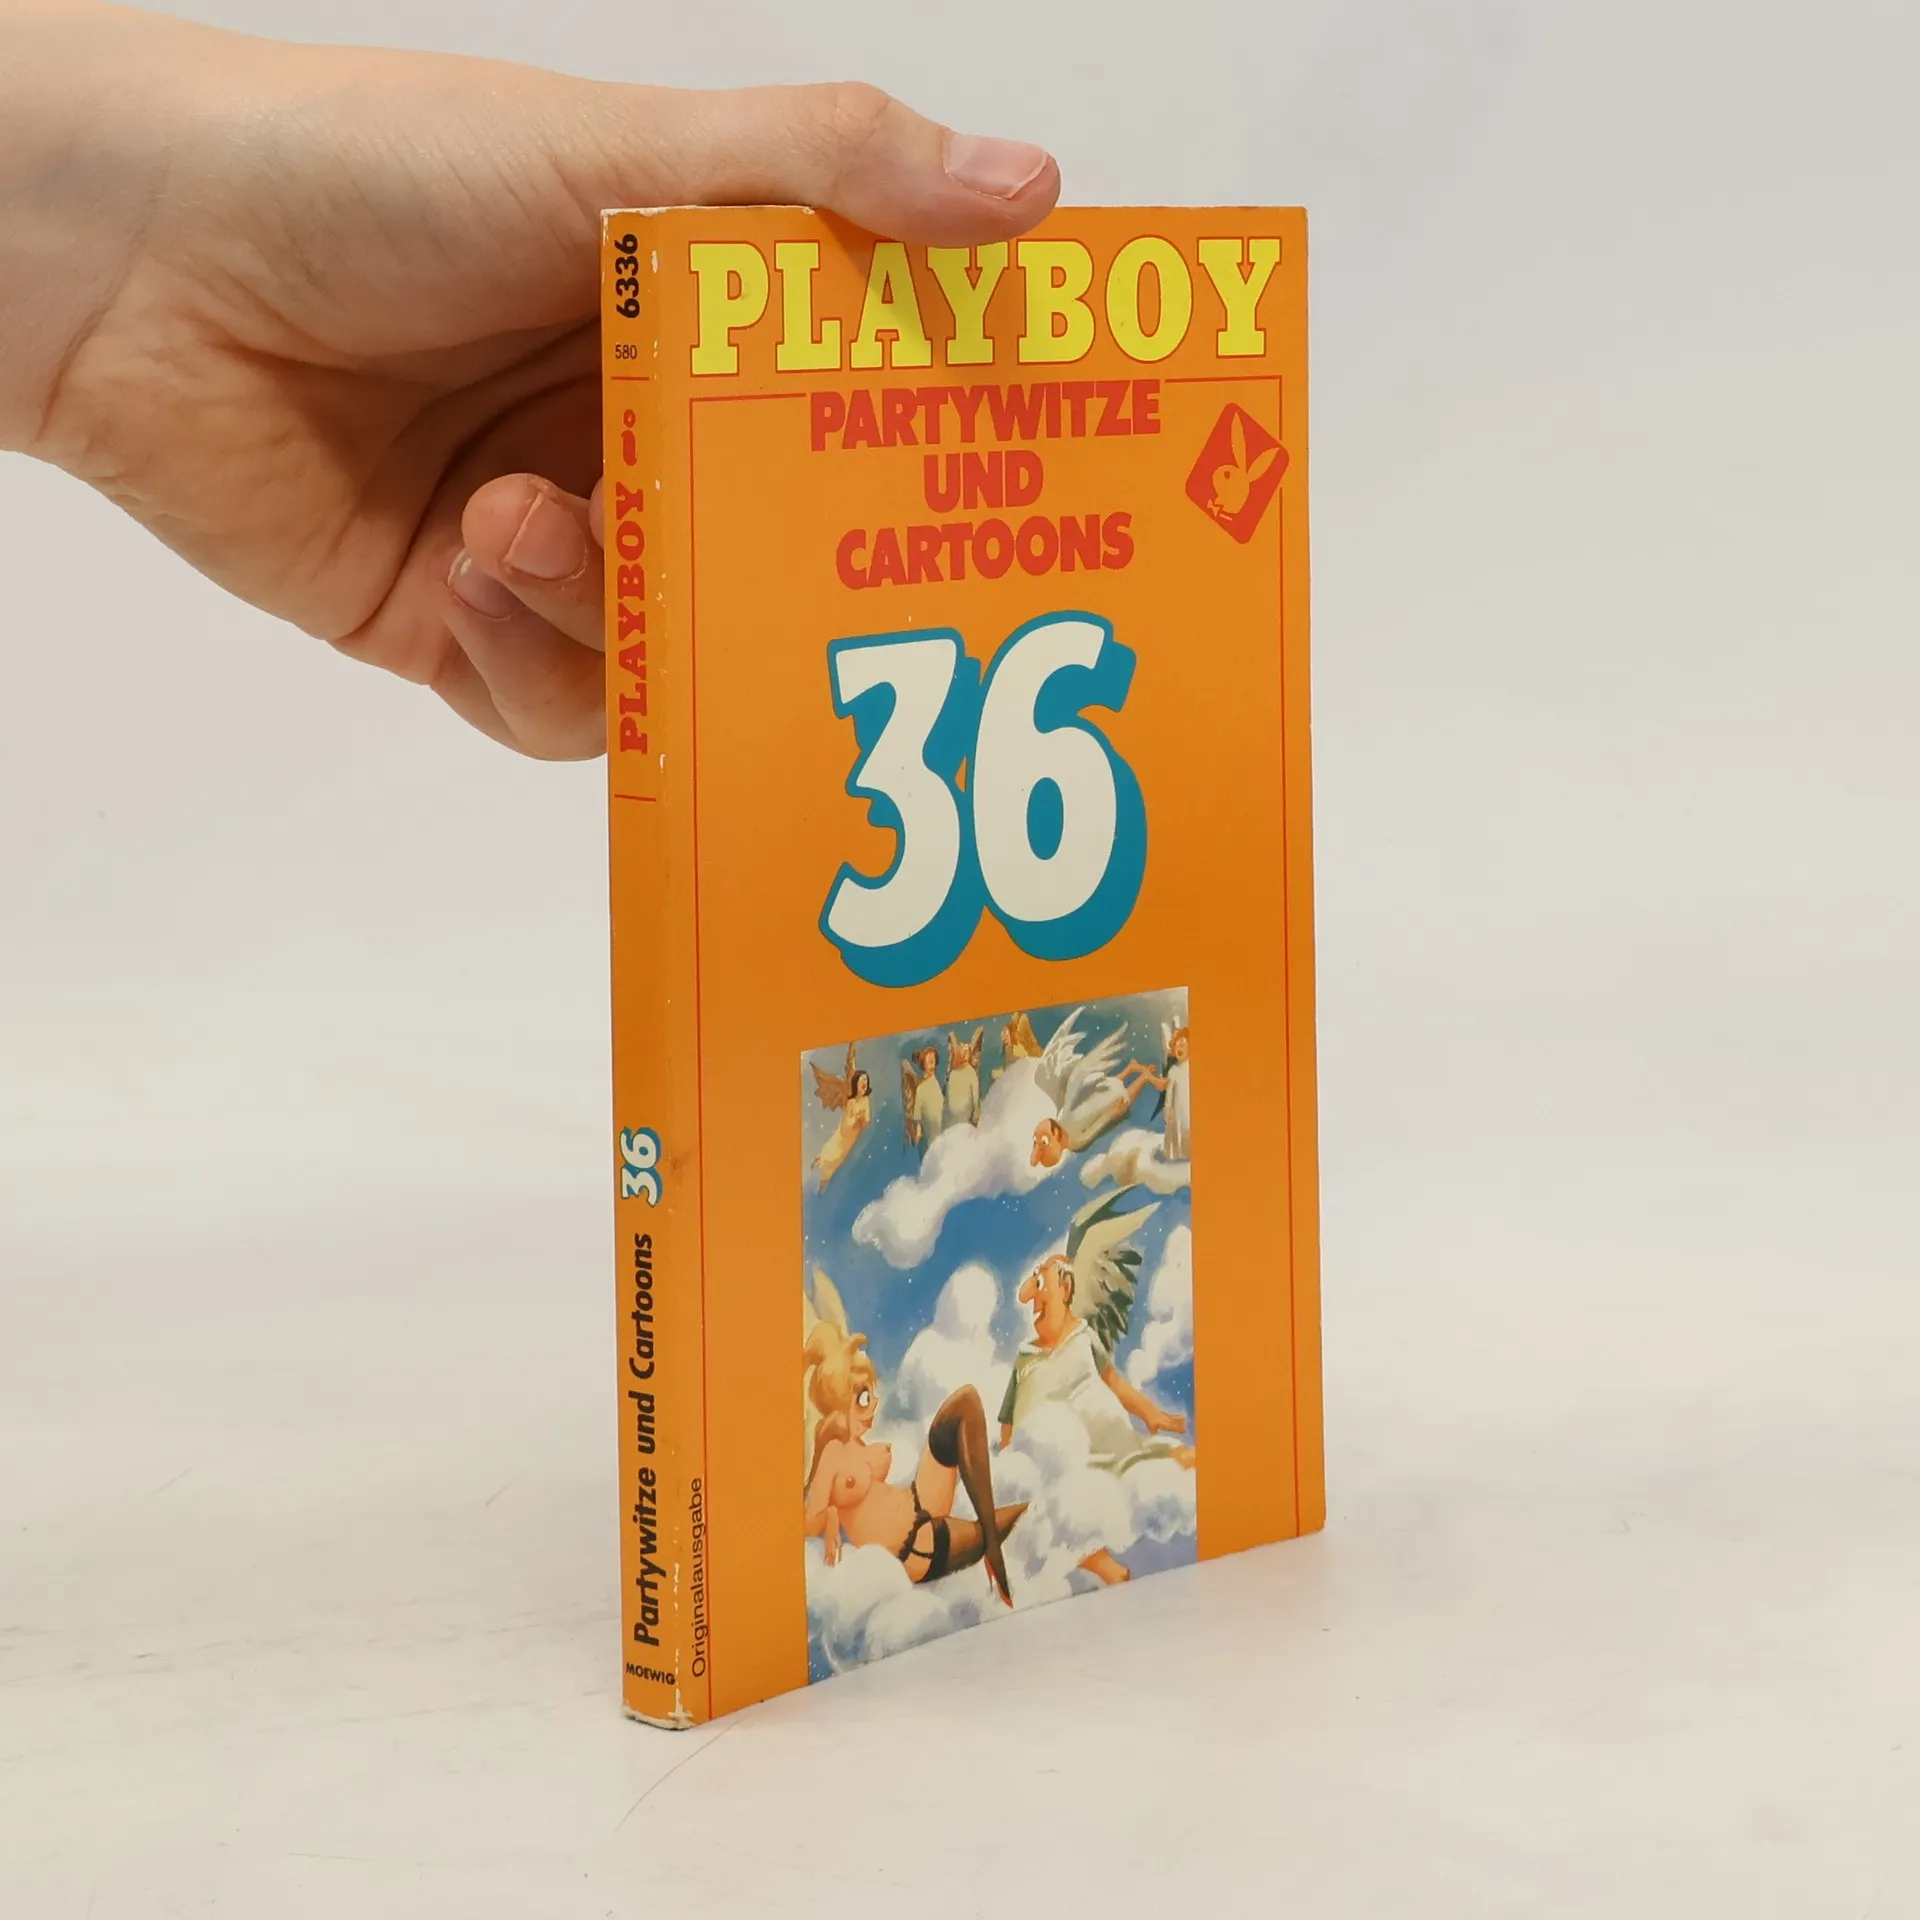 PLAYBOY
PARTYWITZE
UND
CARTOONS
36
Originalausgabe
6336
580
PLAYBOY
36
Partywitze und Cartoons
MOEWIG